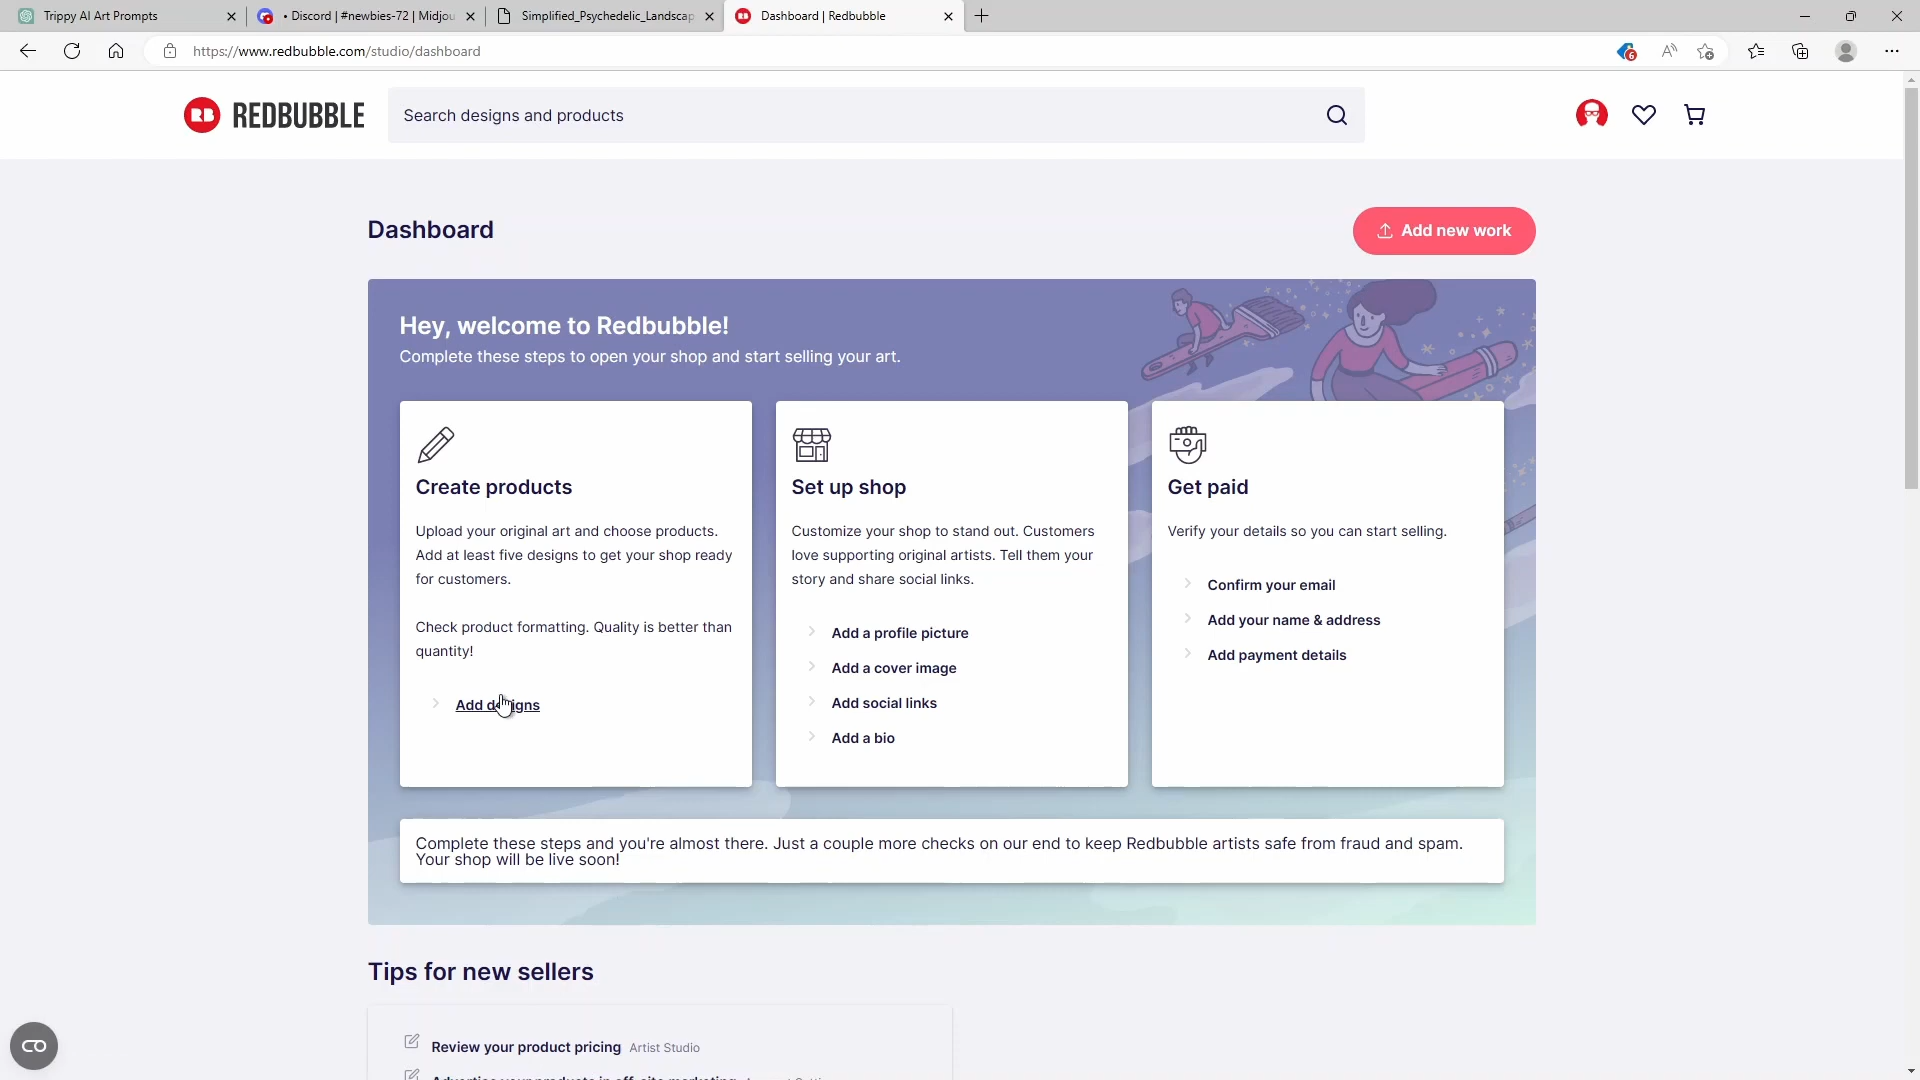 Trippy AI Art Prompts
• Discord | #newbies-72 | Midjou
Simplified_Psychedelic_Landscap
Dashboard | Redbubble
https://www.redbubble.com/studio/dashboard
6
RB REDBUBBLE
Search designs and products
Dashboard
Add new work
Hey, welcome to Redbubble!
Complete these steps to open your shop and start selling your art.
Create products
Upload your original art and choose products.
Add at least five designs to get your shop ready
for customers.
Check product formatting. Quality is better than
quantity!
Add designs
Set up shop
Customize your shop to stand out. Customers
love supporting original artists. Tell them your
story and share social links.
Add a profile picture
Add a cover image
Add social links
Add a bio
Get paid
Verify your details so you can start selling.
Confirm your email
Add your name & address
Add payment details
Complete these steps and you're almost there. Just a couple more checks on our end to keep Redbubble artists safe from fraud and spam.
Your shop will be live soon!
Tips for new sellers
Review your product pricing Artist Studio